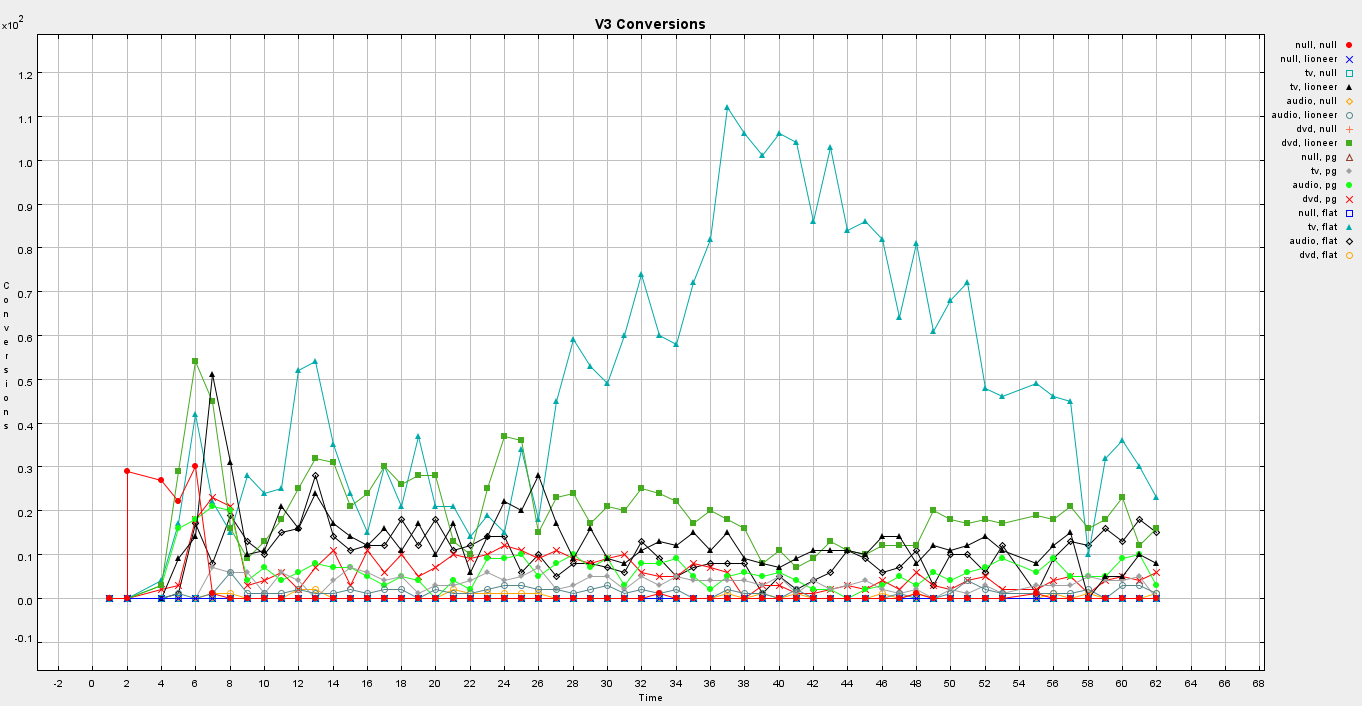 V3 Conversions
×10²
1.2
1.1
1.0
0.9
0.8
0.7
0.6
0.5
0.4
0.3
0.2
0.1
0.0
-0.1
Conversions
-2 0 2 4 6 8 10 12 14 16 18 20 22 24 26 28 30 32 34 36 38 40 42 44 46 48 50 52 54 56 58 60 62 64 66 68
Time
null, null
null, lioneer
tv, null
tv, lioneer
audio, null
audio, lioneer
dvd, null
dvd, lioneer
null, pg
tv, pg
audio, pg
dvd, pg
null, flat
tv, flat
audio, flat
dvd, flat